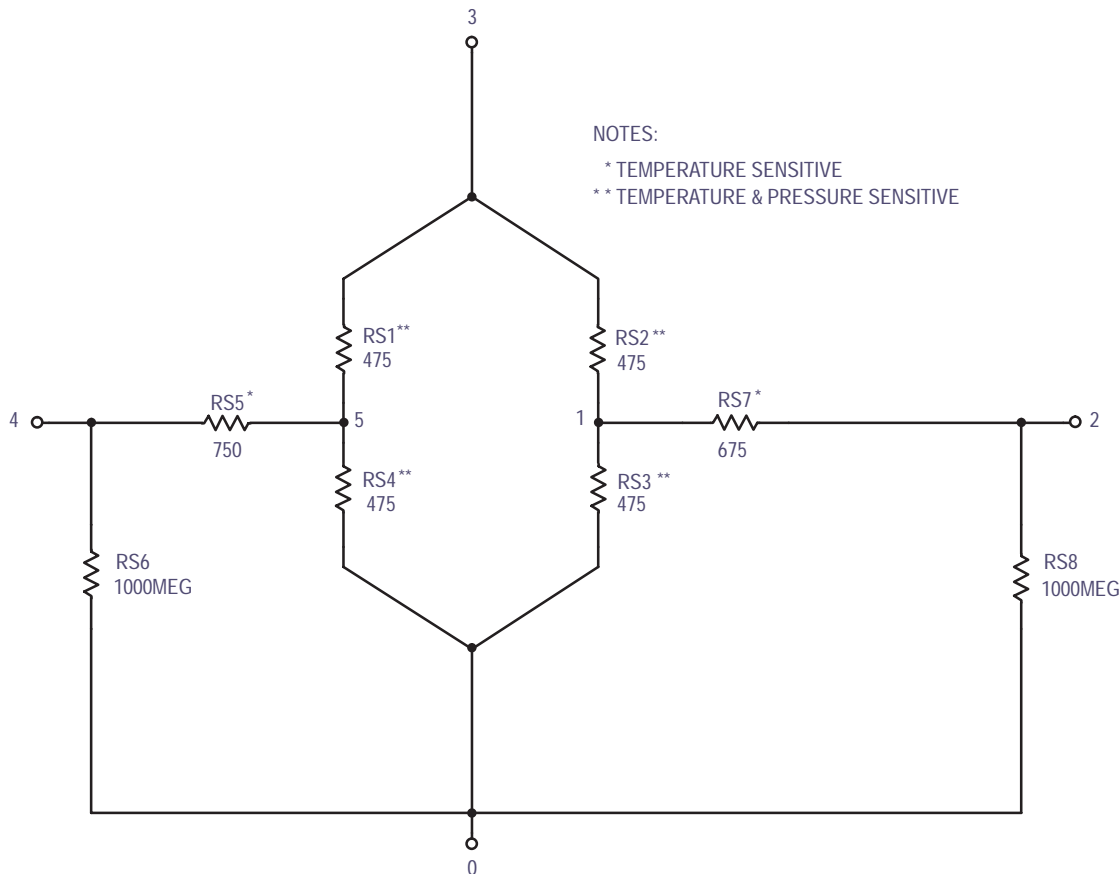 3
NOTES:
* TEMPERATURE SENSITIVE
* * TEMPERATURE & PRESSURE SENSITIVE
RS1**
475
RS2**
475
4
RS5*
750
5
1
RS7*
675
2
RS4**
475
RS3**
475
RS6
1000MEG
RS8
1000MEG
0